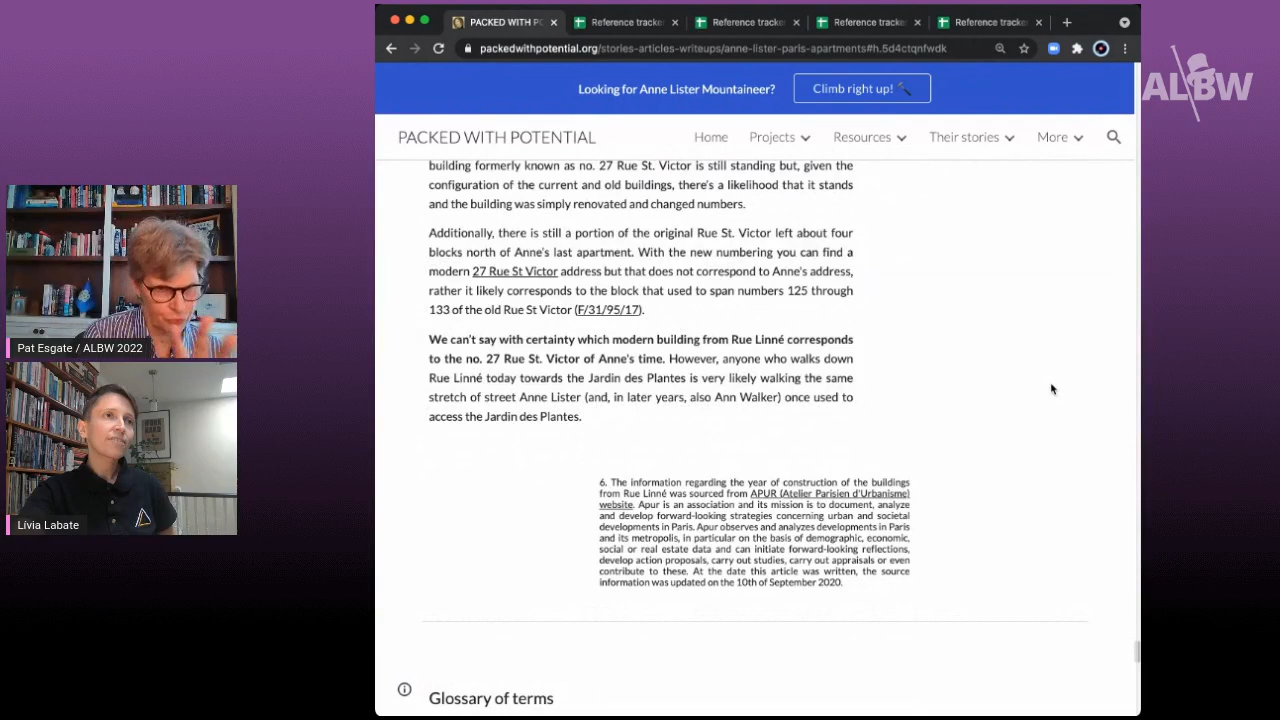 PACKED WITH PO
Reference tracke
Reference tracke
Reference tracke
Reference tracke
packedwithpotential.org/stories-articles-writeups/anne-lister-paris-apartments#h.5d4ctqnfwdk
Looking for Anne Lister Mountaineer?
Climb right up!
ALBW
PACKED WITH POTENTIAL
Home
Projects
Resources
Their stories
More
building formerly known as no. 27 Rue St. Victor is still standing but, given the
configuration of the current and old buildings, there's a likelihood that it stands
and the building was simply renovated and changed numbers.
Additionally, there is still a portion of the original Rue St. Victor left about four
blocks north of Anne's last apartment. With the new numbering you can find a
modern 27 Rue St Victor address but that does not correspond to Anne's address,
rather it likely corresponds to the block that used to span numbers 125 through
133 of the old Rue St Victor (F/31/95/17).
We can't say with certainty which modern building from Rue Linné corresponds
to the no. 27 Rue St. Victor of Anne's time. However, anyone who walks down
Rue Linné today towards the Jardin des Plantes is very likely walking the same
stretch of street Anne Lister (and, in later years, also Ann Walker) once used to
access the Jardin des Plantes.
6. The information regarding the year of construction of the buildings
from Rue Linné was sourced from APUR (Atelier Parisien d'Urbanisme)
website. Apur is an association and its mission is to document, analyze
and develop forward-looking strategies concerning urban and societal
developments in Paris. Apur observes and analyzes developments in Paris
and its metropolis, in particular on the basis of demographic, economic,
social or real estate data and can initiate forward-looking reflections,
develop action proposals, carry out studies, carry out appraisals or even
contribute to these. At the date this article was written, the source
information was updated on the 10th of September 2020.
Glossary of terms
Pat Esgate / ALBW 2022
WORK
HARD
Lívia Labate